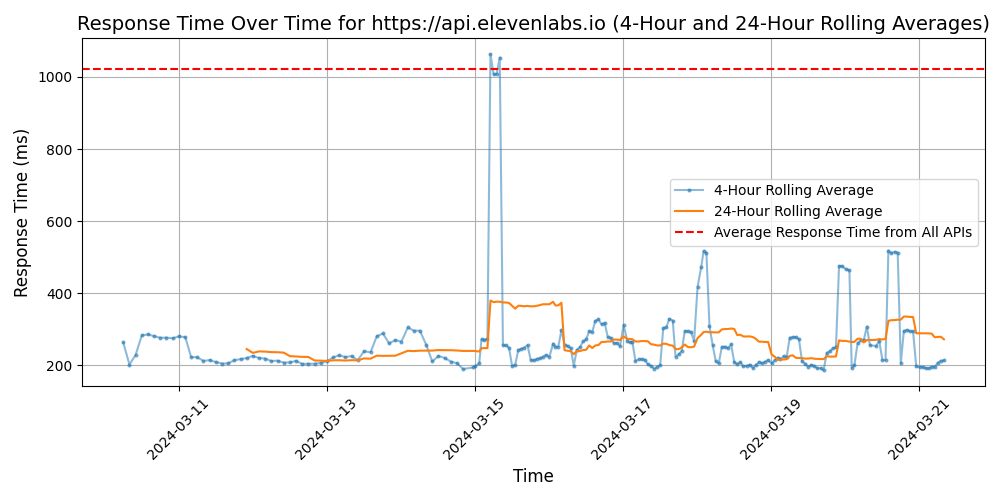 Response Time Over Time for https://api.elevenlabs.io (4-Hour and 24-Hour Rolling Averages)
Response Time (ms)
1000
800
600
400
200
4-Hour Rolling Average
24-Hour Rolling Average
Average Response Time from All APIs
2024-03-11
2024-03-13
2024-03-15
2024-03-17
2024-03-19
2024-03-21
Time